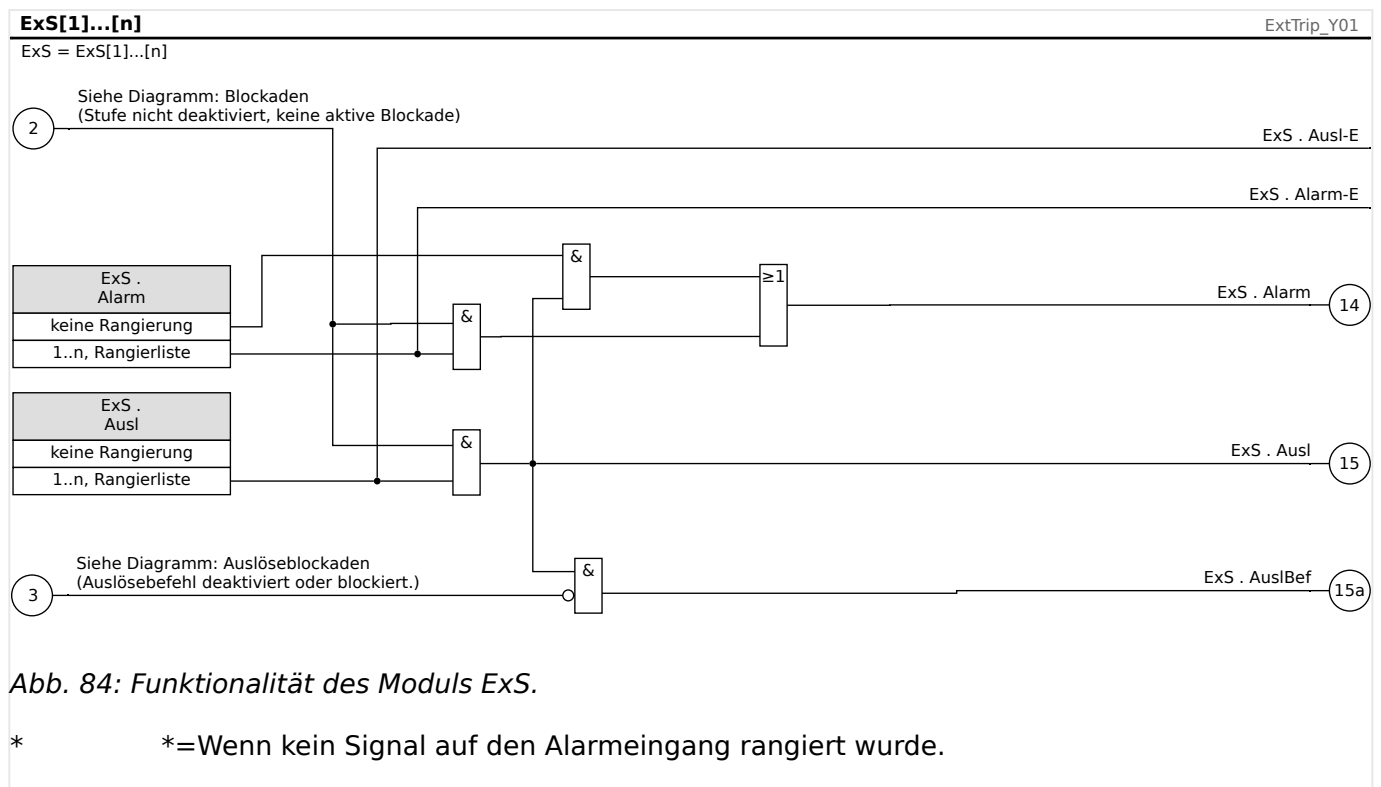 ExS[1]...[n]
ExtTrip_Y01
ExS = ExS[1]...[n]
Siehe Diagramm: Blockaden
(Stufe nicht deaktiviert, keine aktive Blockade)
2
ExS . Ausl-E
ExS . Alarm-E
&
≥1
ExS .
Alarm
keine Rangierung
1..n, Rangierliste
&
ExS . Alarm
14
ExS .
Ausl
keine Rangierung
1..n, Rangierliste
&
ExS . Ausl
15
Siehe Diagramm: Auslöseblockaden
(Auslösebefehl deaktiviert oder blockiert.)
3
&
ExS . AuslBef
15a
Abb. 84: Funktionalität des Moduls ExS.
* *=Wenn kein Signal auf den Alarmeingang rangiert wurde.